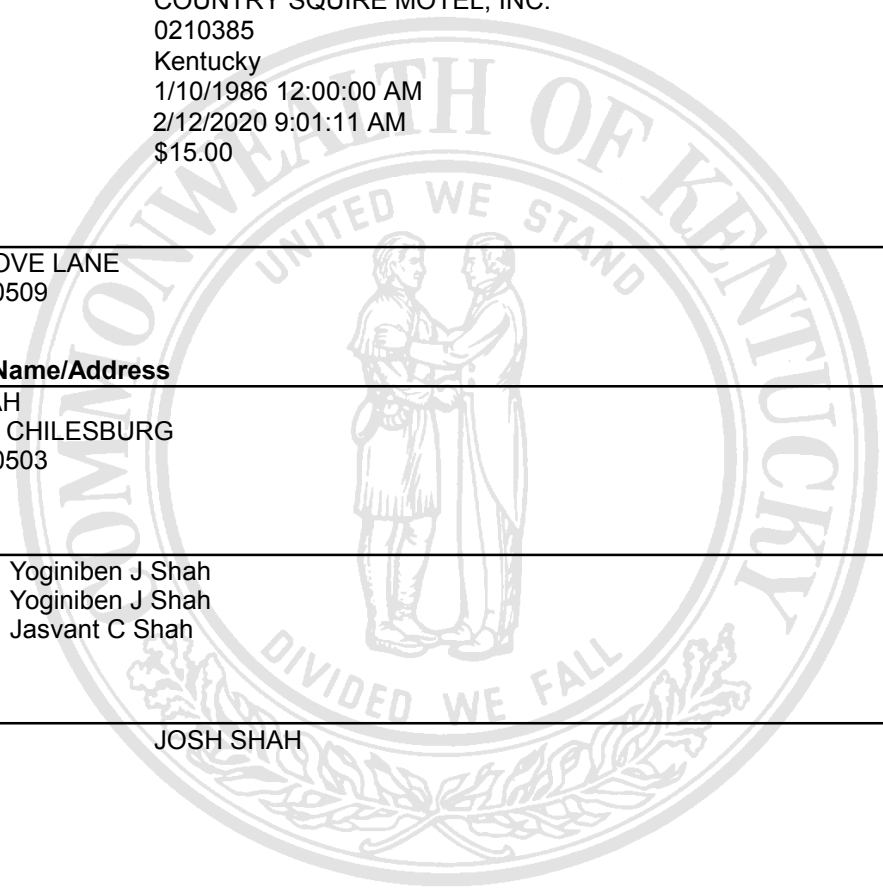 COUNTRY SQUIRE MOTEL, INC.
0210385
Kentucky
1/10/1986 12:00:00 AM
2/12/2020 9:01:11 AM
$15.00
OVE LANE
0509
Name/Address
AH
CHILESBURG
0503
Yoginiben J Shah
Yoginiben J Shah
Jasvant C Shah
JOSH SHAH
COMMONWEALTH OF KENTUCKY
UNITED WE STAND
DIVIDED WE FALL